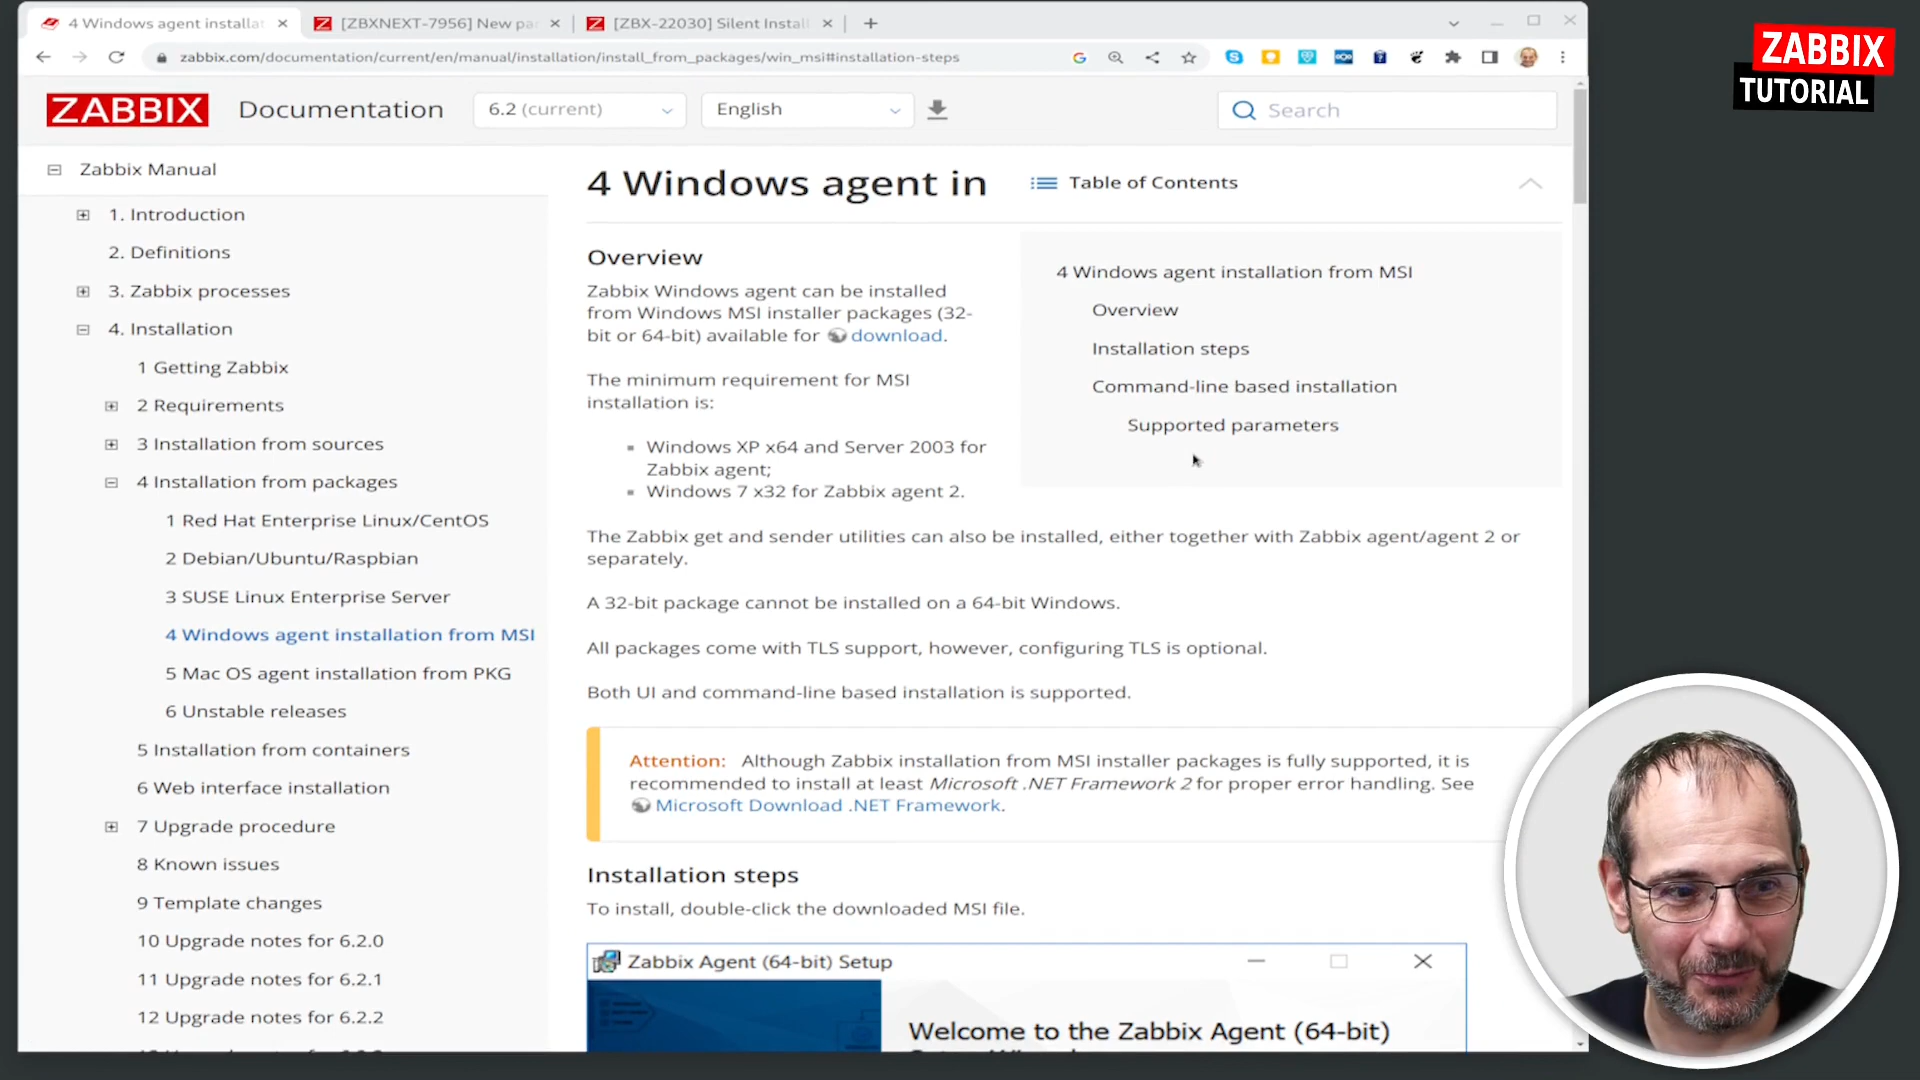 4 Windows agent installat
[ZBXNEXT-7956] New pa
[ZBX-22030] Silent Instal
zabbix.com/documentation/current/en/manual/installation/install_from_packages/win_msi#installation-steps
ZABBIX
TUTORIAL
ZABBIX Documentation
6.2 (current)
English
Search
Zabbix Manual
1. Introduction
2. Definitions
3. Zabbix processes
4. Installation
1 Getting Zabbix
2 Requirements
3 Installation from sources
4 Installation from packages
1 Red Hat Enterprise Linux/CentOS
2 Debian/Ubuntu/Raspbian
3 SUSE Linux Enterprise Server
4 Windows agent installation from MSI
5 Mac OS agent installation from PKG
6 Unstable releases
5 Installation from containers
6 Web interface installation
7 Upgrade procedure
8 Known issues
9 Template changes
10 Upgrade notes for 6.2.0
11 Upgrade notes for 6.2.1
12 Upgrade notes for 6.2.2
4 Windows agent in
Table of Contents
4 Windows agent installation from MSI
Overview
Installation steps
Command-line based installation
Supported parameters
Overview
Zabbix Windows agent can be installed
from Windows MSI installer packages (32-
bit or 64-bit) available for download.
The minimum requirement for MSI
installation is:
Windows XP x64 and Server 2003 for
Zabbix agent;
Windows 7 x32 for Zabbix agent 2.
The Zabbix get and sender utilities can also be installed, either together with Zabbix agent/agent 2 or
separately.
A 32-bit package cannot be installed on a 64-bit Windows.
All packages come with TLS support, however, configuring TLS is optional.
Both UI and command-line based installation is supported.
Attention: Although Zabbix installation from MSI installer packages is fully supported, it is
recommended to install at least Microsoft .NET Framework 2 for proper error handling. See
Microsoft Download .NET Framework.
Installation steps
To install, double-click the downloaded MSI file.
Zabbix Agent (64-bit) Setup
Welcome to the Zabbix Agent (64-bit)